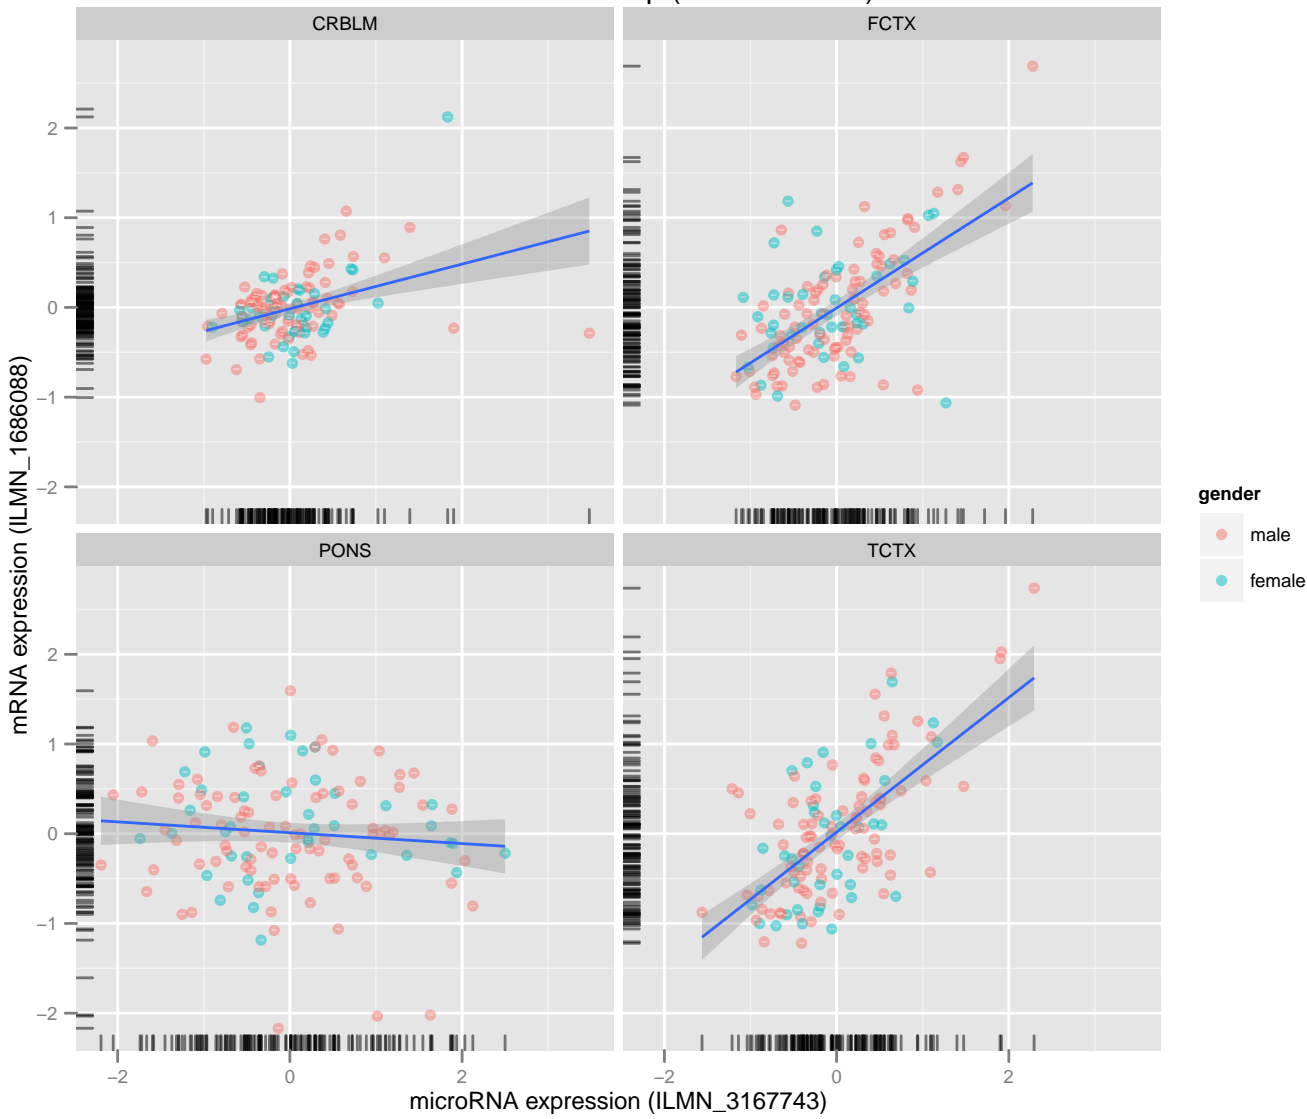 CRBLM
FCTX
2
1
0
−1
−2
PONS
TCTX
2
1
0
−1
−2
−2
0
2
−2
0
2
mRNA expression (ILMN_1686088)
microRNA expression (ILMN_3167743)
gender
male
female